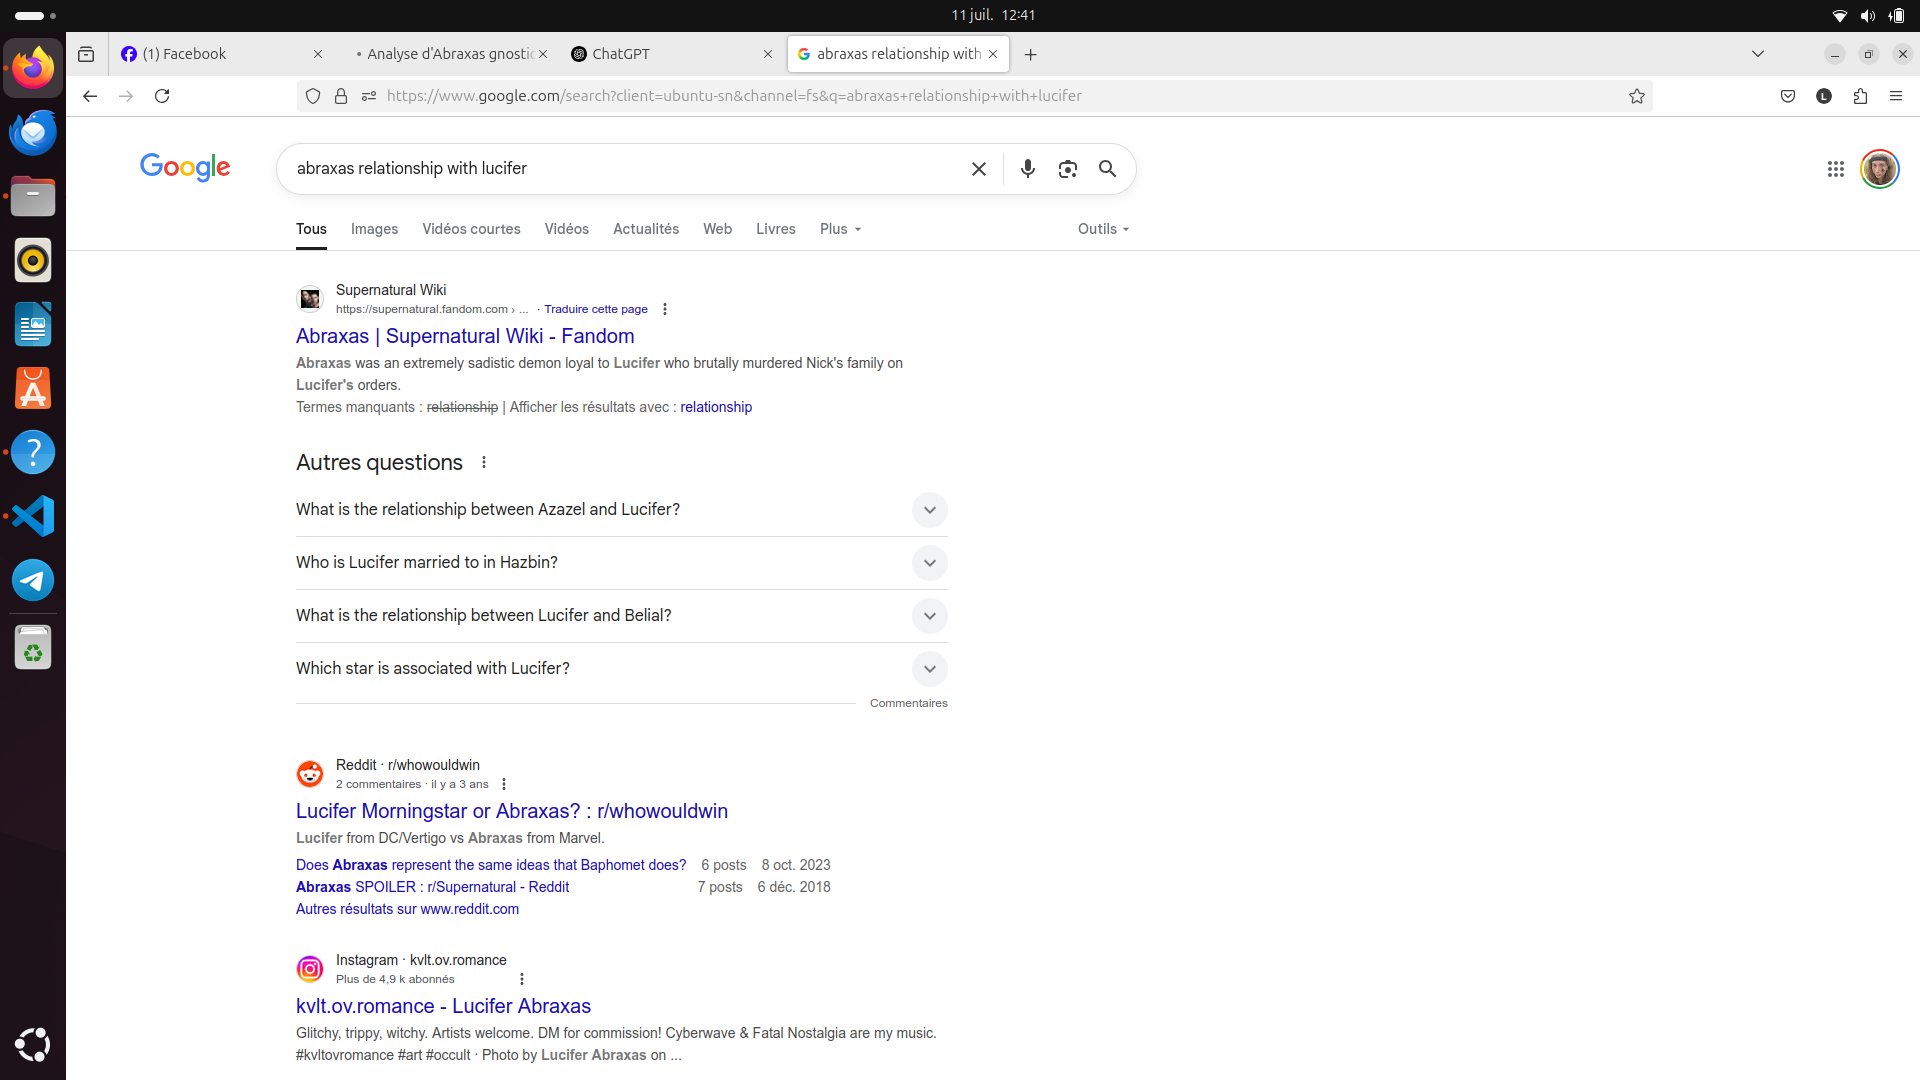 11 juil. 12:41
(1) Facebook
Analyse d'Abraxas gnostic
ChatGPT
abraxas relationship with
https://www.google.com/search?client=ubuntu-sn&channel=fs&q=abraxas+relationship+with+lucifer
L
Google
abraxas relationship with lucifer
Tous Images Vidéos courtes Vidéos Actualités Web Livres Plus Outils
Supernatural Wiki
https://supernatural.fandom.com › ... · Traduire cette page
Abraxas | Supernatural Wiki - Fandom
Abraxas was an extremely sadistic demon loyal to Lucifer who brutally murdered Nick's family on
Lucifer's orders.
Termes manquants : relationship | Afficher les résultats avec : relationship
Autres questions
What is the relationship between Azazel and Lucifer?
Who is Lucifer married to in Hazbin?
What is the relationship between Lucifer and Belial?
Which star is associated with Lucifer?
Commentaires
Reddit · r/whowouldwin
2 commentaires · il y a 3 ans
Lucifer Morningstar or Abraxas? : r/whowouldwin
Lucifer from DC/Vertigo vs Abraxas from Marvel.
Does Abraxas represent the same ideas that Baphomet does? 6 posts 8 oct. 2023
Abraxas SPOILER : r/Supernatural - Reddit 7 posts 6 déc. 2018
Autres résultats sur www.reddit.com
Instagram · kvlt.ov.romance
Plus de 4,9 k abonnés
kvlt.ov.romance - Lucifer Abraxas
Glitchy, trippy, witchy. Artists welcome. DM for commission! Cyberwave & Fatal Nostalgia are my music.
#kvltovromance #art #occult · Photo by Lucifer Abraxas on ...